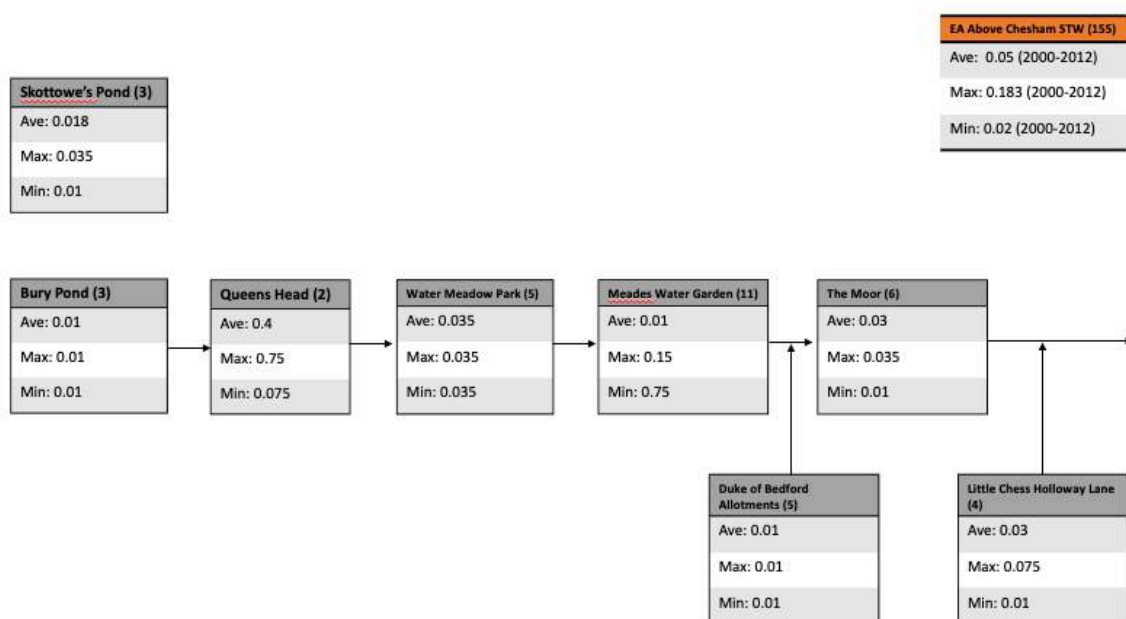 EA Above Chesham STW (155)
Ave: 0.05 (2000-2012)
Max: 0.183 (2000-2012)
Min: 0.02 (2000-2012)
Skottowe's Pond (3)
Ave: 0.018
Max: 0.035
Min: 0.01
Bury Pond (3)
Ave: 0.01
Max: 0.01
Min: 0.01
Queens Head (2)
Ave: 0.4
Max: 0.75
Min: 0.075
Water Meadow Park (5)
Ave: 0.035
Max: 0.035
Min: 0.035
Meades Water Garden (11)
Ave: 0.01
Max: 0.15
Min: 0.75
The Moor (6)
Ave: 0.03
Max: 0.035
Min: 0.01
Duke of Bedford
Allotments (5)
Ave: 0.01
Max: 0.01
Min: 0.01
Little Chess Holloway Lane
(4)
Ave: 0.03
Max: 0.075
Min: 0.01